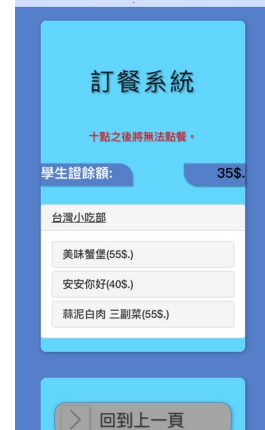 訂餐系統
十點之後將無法點餐。
學生證餘額: 35$.
台灣小吃部
美味蟹堡(55$.)
安安你好(40$.)
蒜泥白肉 三副菜(55$.)
回到上一頁